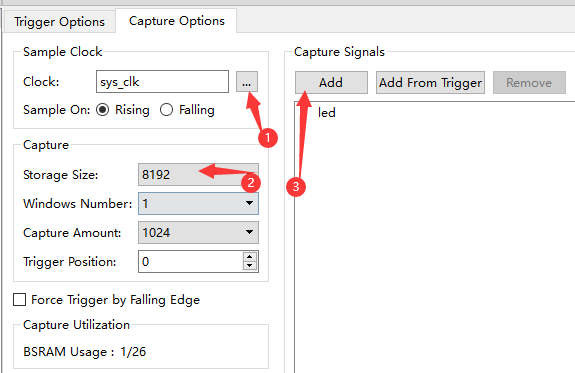 Trigger Options
Capture Options
Sample Clock
Clock: sys_clk ...
Sample On: Rising Falling
1
Capture
Storage Size: 8192
2
Windows Number: 1
Capture Amount: 1024
Trigger Position: 0
Force Trigger by Falling Edge
Capture Utilization
BSRAM Usage : 1/26
Capture Signals
Add Add From Trigger Remove
led
3